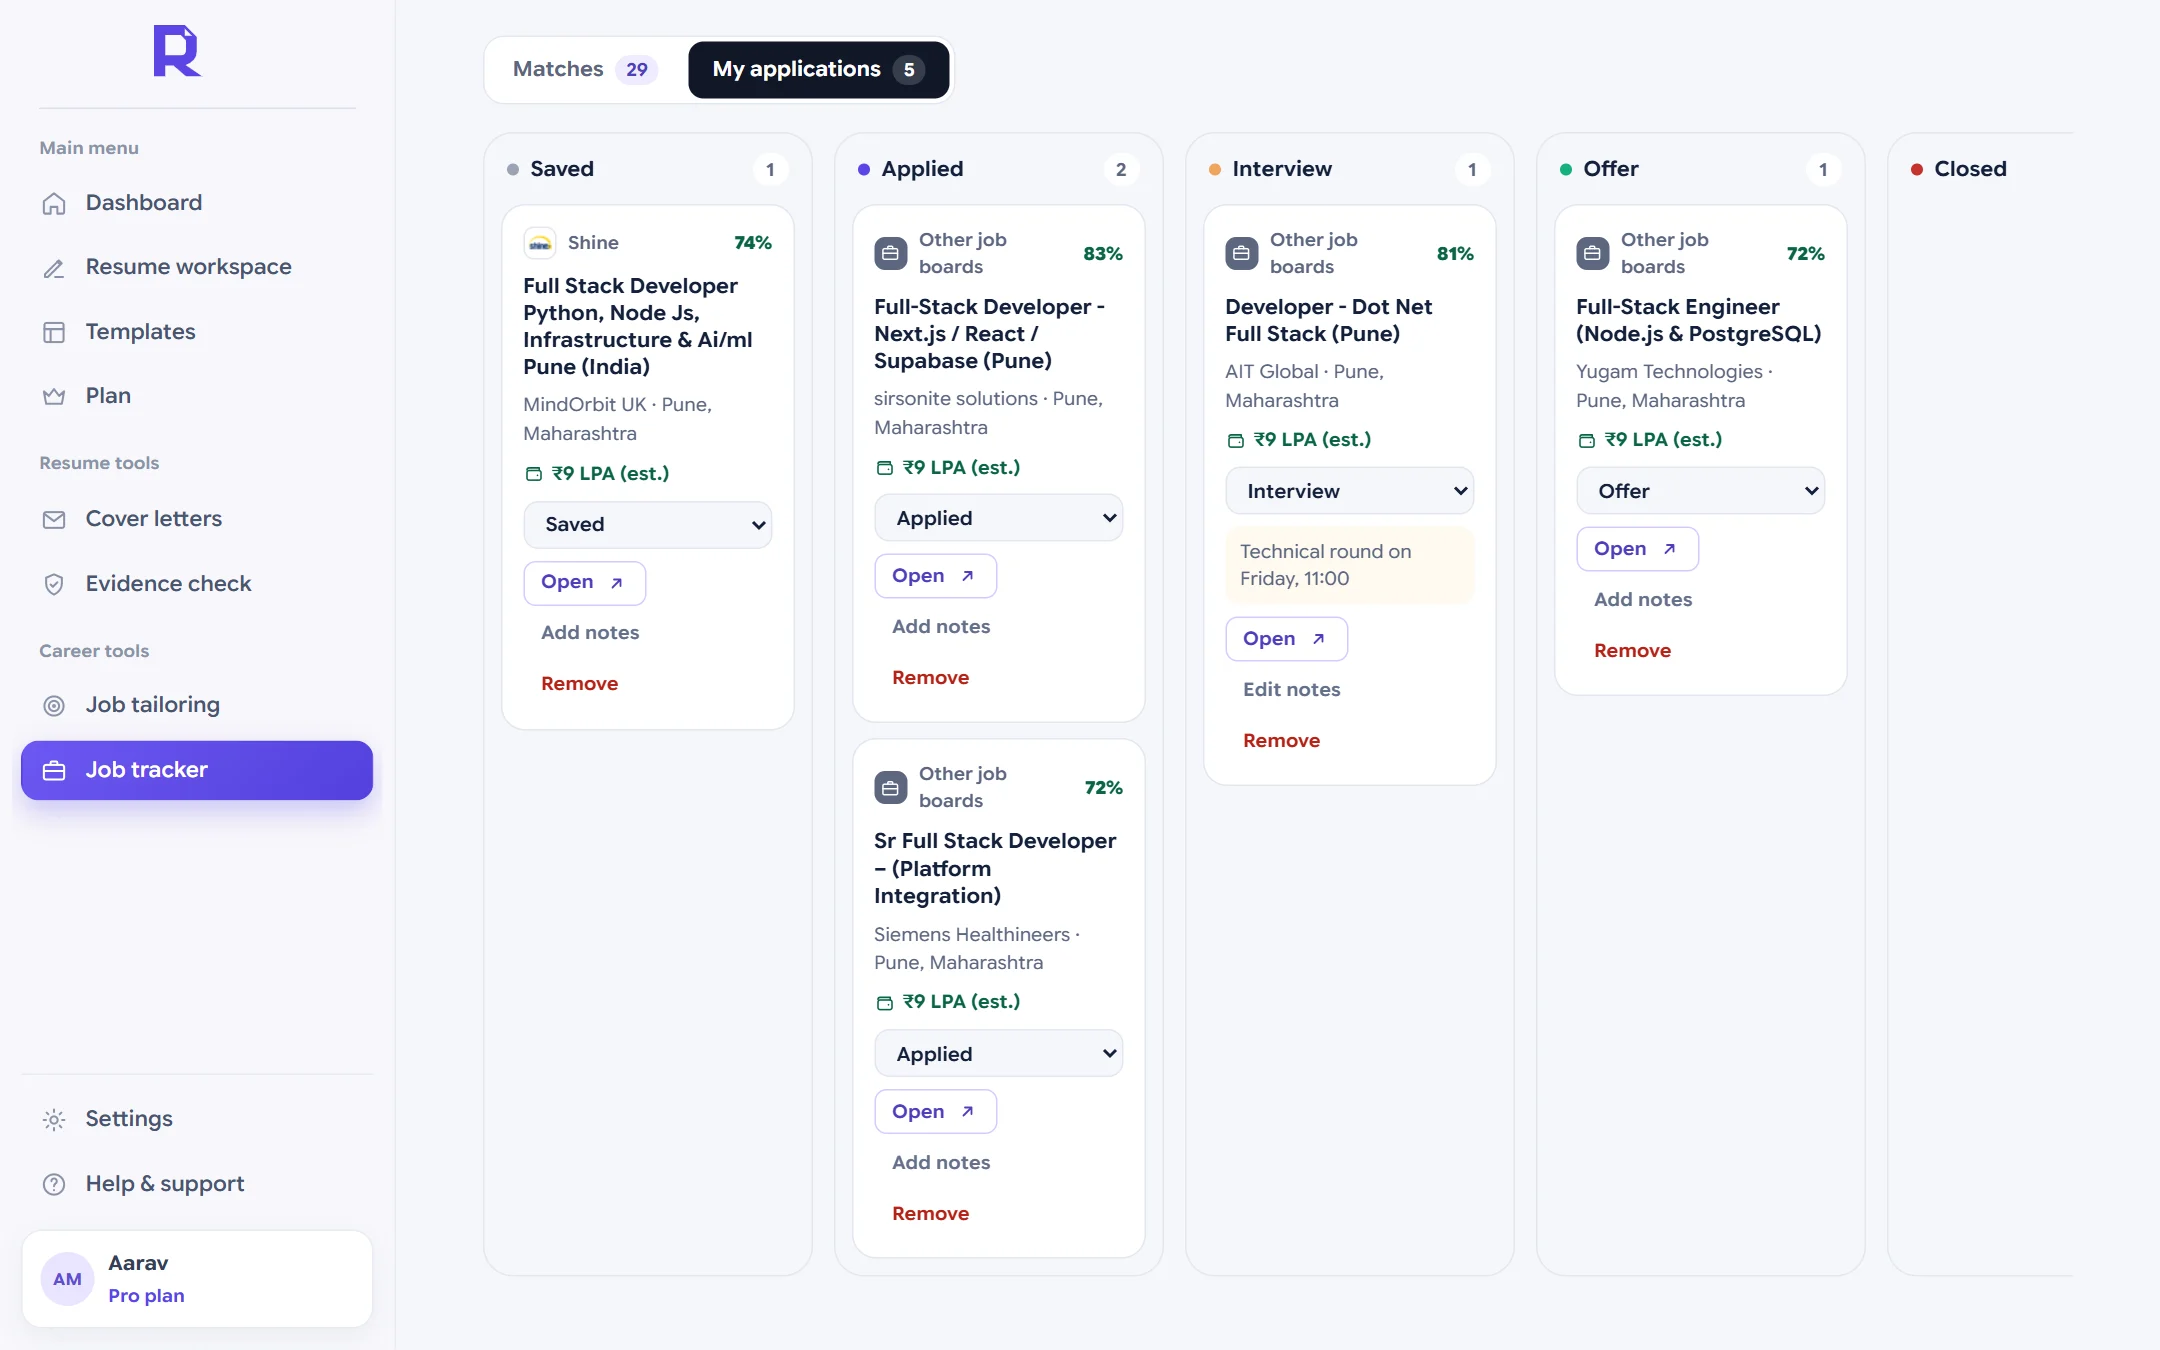 Main menu
Dashboard
Resume workspace
Templates
Plan
Resume tools
Cover letters
Evidence check
Career tools
Job tailoring
Job tracker
Settings
Help & support
AM
Aarav
Pro plan
Matches 29
My applications 5
Saved 1
shine
Shine 74%
Full Stack Developer
Python, Node Js,
Infrastructure & Ai/ml
Pune (India)
MindOrbit UK · Pune,
Maharashtra
₹9 LPA (est.)
Saved
Open
Add notes
Remove
Applied 2
Other job
boards
83%
Full-Stack Developer -
Next.js / React /
Supabase (Pune)
sirsonite solutions · Pune,
Maharashtra
₹9 LPA (est.)
Applied
Open
Add notes
Remove
Other job
boards
72%
Sr Full Stack Developer
– (Platform
Integration)
Siemens Healthineers ·
Pune, Maharashtra
₹9 LPA (est.)
Applied
Open
Add notes
Remove
Interview 1
Other job
boards
81%
Developer - Dot Net
Full Stack (Pune)
AIT Global · Pune,
Maharashtra
₹9 LPA (est.)
Interview
Technical round on
Friday, 11:00
Open
Edit notes
Remove
Offer 1
Other job
boards
72%
Full-Stack Engineer
(Node.js & PostgreSQL)
Yugam Technologies ·
Pune, Maharashtra
₹9 LPA (est.)
Offer
Open
Add notes
Remove
Closed